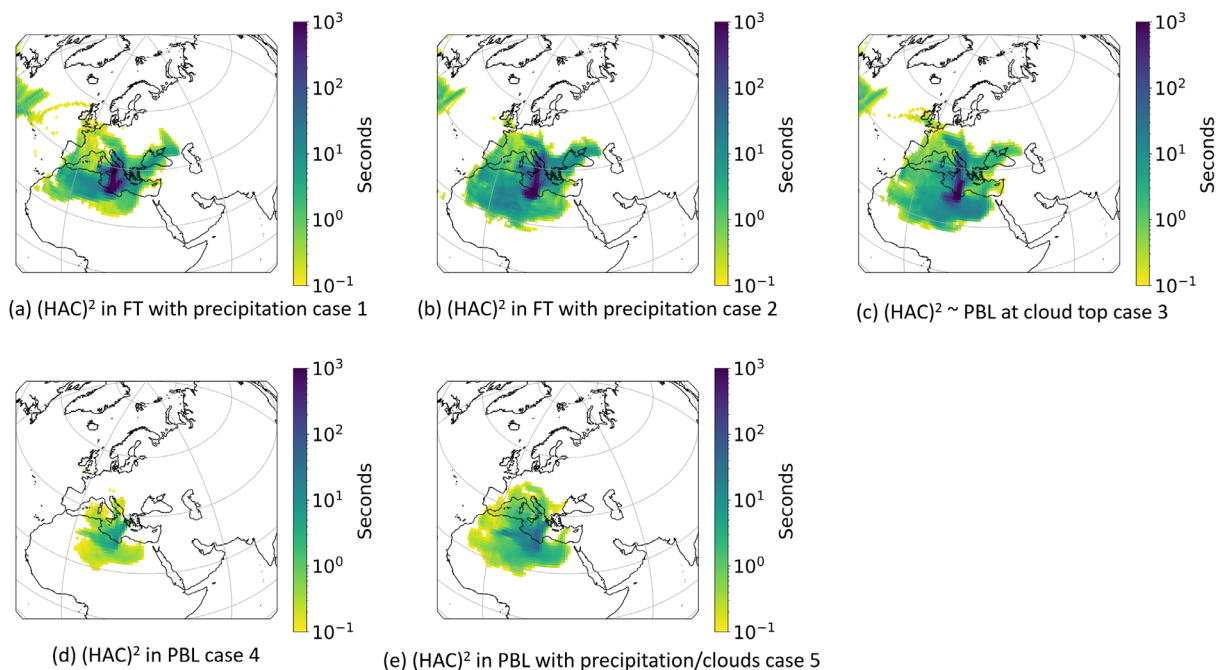 10³
10²
10¹
10⁰
10⁻¹
Seconds
(a) (HAC)² in FT with precipitation case 1
10³
10²
10¹
10⁰
10⁻¹
Seconds
(b) (HAC)² in FT with precipitation case 2
10³
10²
10¹
10⁰
10⁻¹
Seconds
(c) (HAC)² ~ PBL at cloud top case 3
10³
10²
10¹
10⁰
10⁻¹
Seconds
(d) (HAC)² in PBL case 4
10³
10²
10¹
10⁰
10⁻¹
Seconds
(e) (HAC)² in PBL with precipitation/clouds case 5